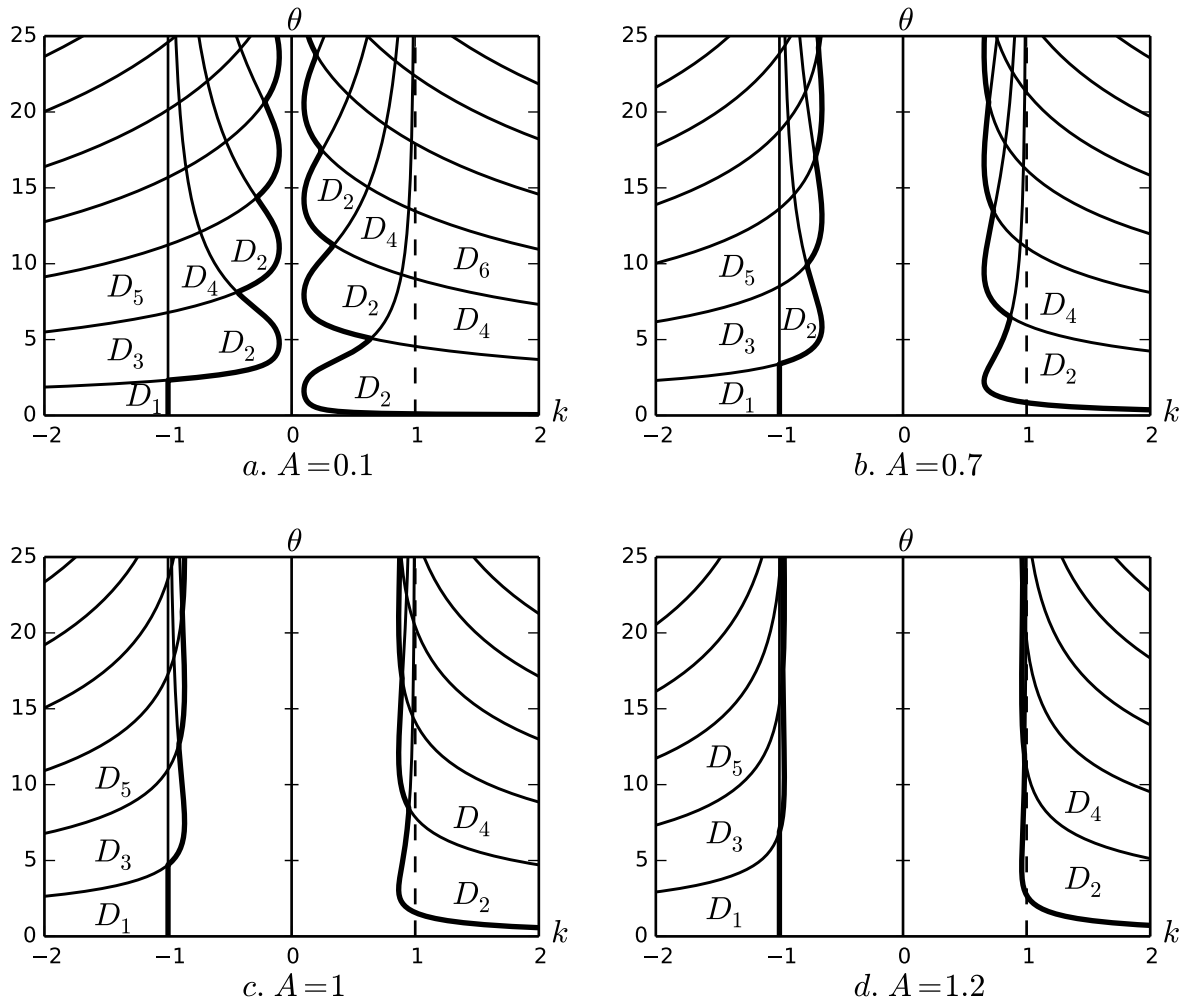 θ θ
25 25
20 20
15 15
10 10
5 5
0 0
D₂ D₄ D₆
D₂ D₄ D₅
D₂ D₄
D₃ D₂
D₁ D₂
−2 −1 0 1 2 k
a. A=0.1
D₅
D₂ D₄
D₃ D₂
D₁
−2 −1 0 1 2 k
b. A=0.7
θ θ
25 25
20 20
15 15
10 10
5 5
0 0
D₅
D₄
D₃
D₂
D₁
−2 −1 0 1 2 k
c. A=1
D₅
D₄
D₃
D₂
D₁
−2 −1 0 1 2 k
d. A=1.2